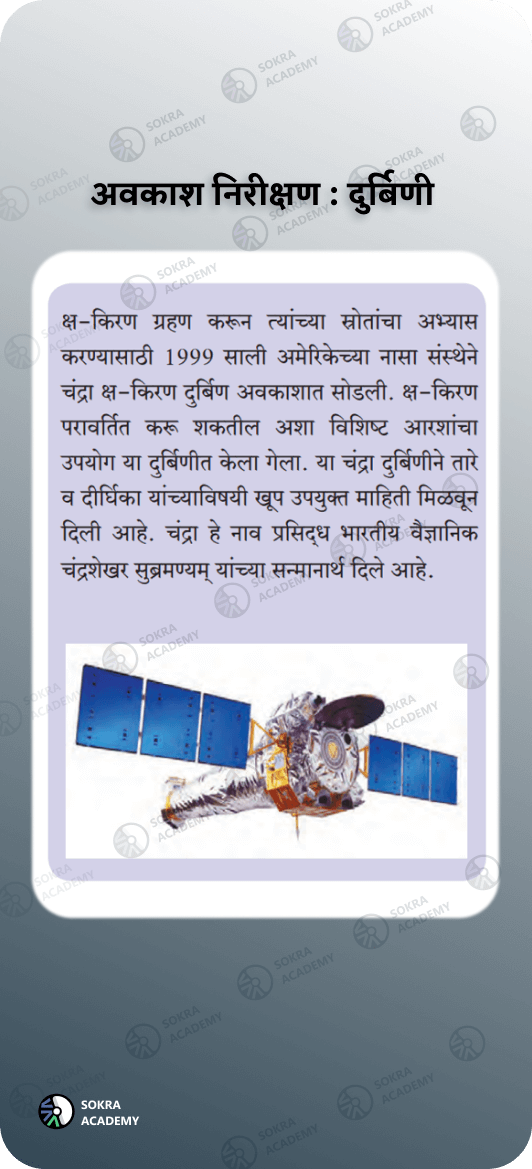 अवकाश निरीक्षण : दुर्बिणी
क्ष-किरण ग्रहण करून त्यांच्या स्रोतांचा अभ्यास
करण्यासाठी 1999 साली अमेरिकेच्या नासा संस्थेने
चंद्रा क्ष-किरण दुर्बिण अवकाशात सोडली. क्ष-किरण
परावर्तित करू शकतील अशा विशिष्ट आरशांचा
उपयोग या दुर्बिणीत केला गेला. या चंद्रा दुर्बिणीने तारे
व दीर्घिका यांच्याविषयी खूप उपयुक्त माहिती मिळवून
दिली आहे. चंद्रा हे नाव प्रसिद्ध भारतीय वैज्ञानिक
चंद्रशेखर सुब्रमण्यम् यांच्या सन्मानार्थ दिले आहे.
SOKRA
ACADEMY